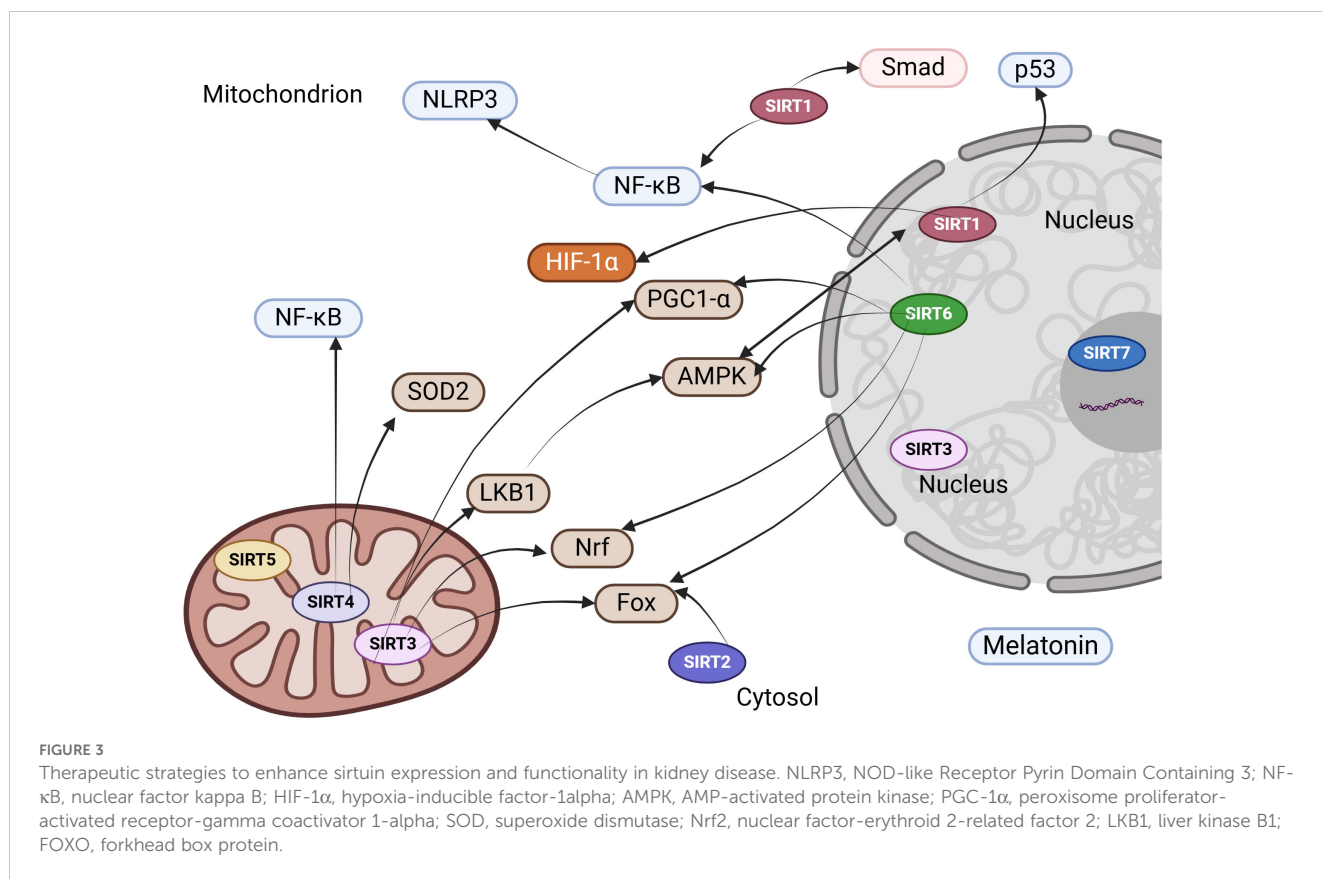 Smad
p53
Mitochondrion
NLRP3
SIRT1
NF-κB
SIRT1
Nucleus
HIF-1α
PGC1-α
NF-κB
SIRT6
SIRT7
AMPK
SOD2
SIRT3
Nucleus
LKB1
Nrf
SIRT5
SIRT4
Fox
SIRT3
Melatonin
SIRT2
Cytosol
FIGURE 3
Therapeutic strategies to enhance sirtuin expression and functionality in kidney disease. NLRP3, NOD-like Receptor Pyrin Domain Containing 3; NF-
κB, nuclear factor kappa B; HIF-1α, hypoxia-inducible factor-1alpha; AMPK, AMP-activated protein kinase; PGC-1α, peroxisome proliferator-
activated receptor-gamma coactivator 1-alpha; SOD, superoxide dismutase; Nrf2, nuclear factor-erythroid 2-related factor 2; LKB1, liver kinase B1;
FOXO, forkhead box protein.